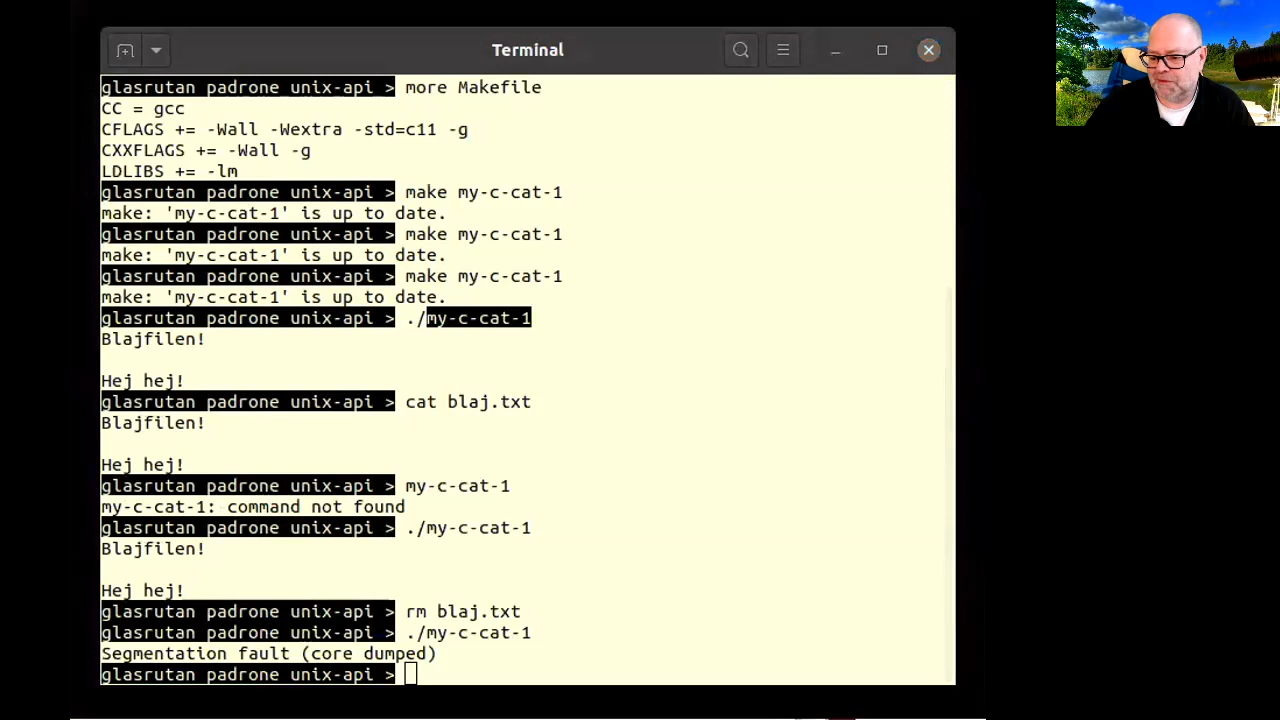 Terminal
glasrutan padrone unix-api > more Makefile
CC = gcc
CFLAGS += -Wall -Wextra -std=c11 -g
CXXFLAGS += -Wall -g
LDLIBS += -lm
glasrutan padrone unix-api > make my-c-cat-1
make: 'my-c-cat-1' is up to date.
glasrutan padrone unix-api > make my-c-cat-1
make: 'my-c-cat-1' is up to date.
glasrutan padrone unix-api > make my-c-cat-1
make: 'my-c-cat-1' is up to date.
glasrutan padrone unix-api > ./my-c-cat-1
Blajfilen!
Hej hej!
glasrutan padrone unix-api > cat blaj.txt
Blajfilen!
Hej hej!
glasrutan padrone unix-api > my-c-cat-1
my-c-cat-1: command not found
glasrutan padrone unix-api > ./my-c-cat-1
Blajfilen!
Hej hej!
glasrutan padrone unix-api > rm blaj.txt
glasrutan padrone unix-api > ./my-c-cat-1
Segmentation fault (core dumped)
glasrutan padrone unix-api >